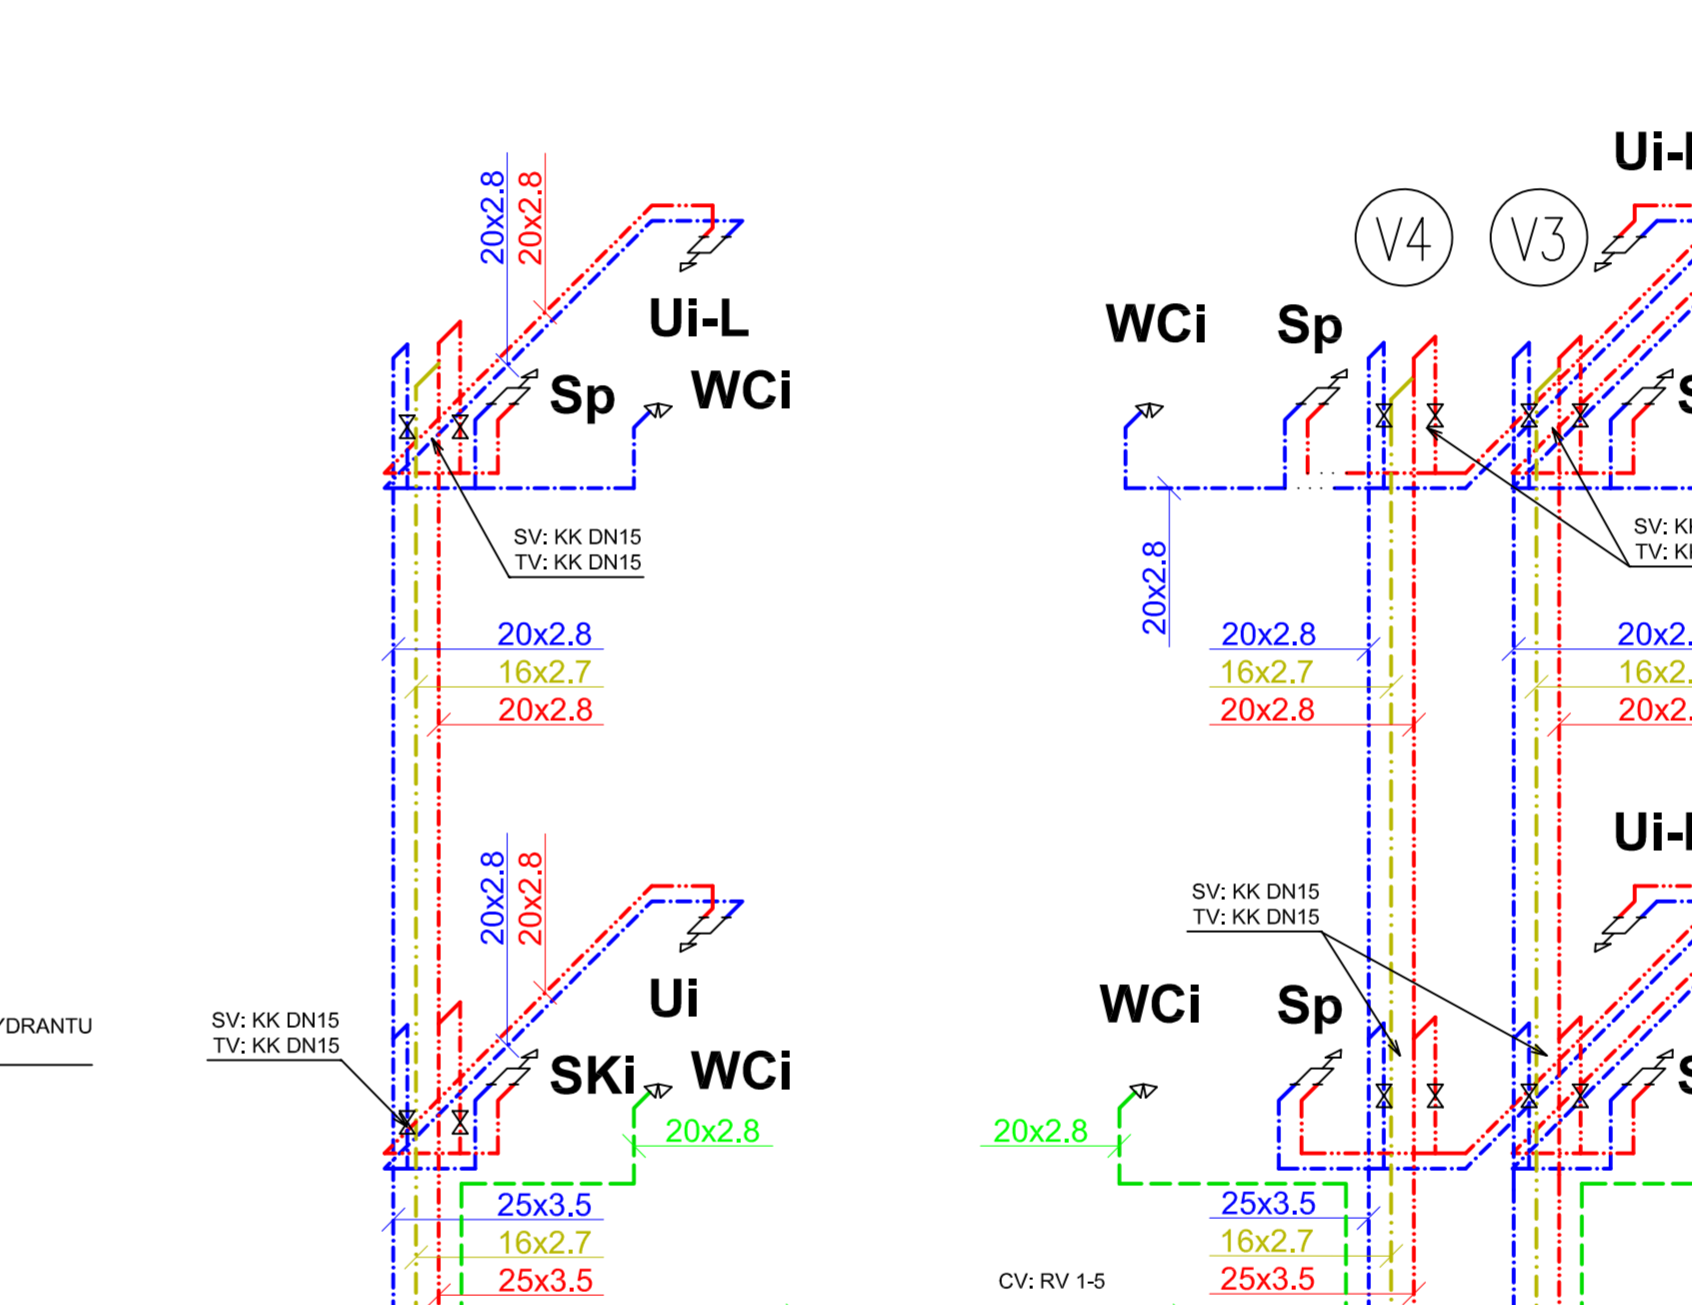 Ui-
20x2.8
20x2.8
V4
V3
Ui-L
WCi
Sp
Sp
WCi
S
SV: KK DN15
TV: KK DN15
SV: K
TV: K
20x2.8
20x2.8
16x2.7
20x2.8
20x2.8
16x2.7
20x2.8
20x2.
16x2.
20x2.
20x2.8
20x2.8
Ui-
SV: KK DN15
TV: KK DN15
Ui
WCi
Sp
YDRANTU
SV: KK DN15
TV: KK DN15
SKi
WCi
S
20x2.8
20x2.8
25x3.5
16x2.7
25x3.5
25x3.5
16x2.7
25x3.5
CV: RV 1-5